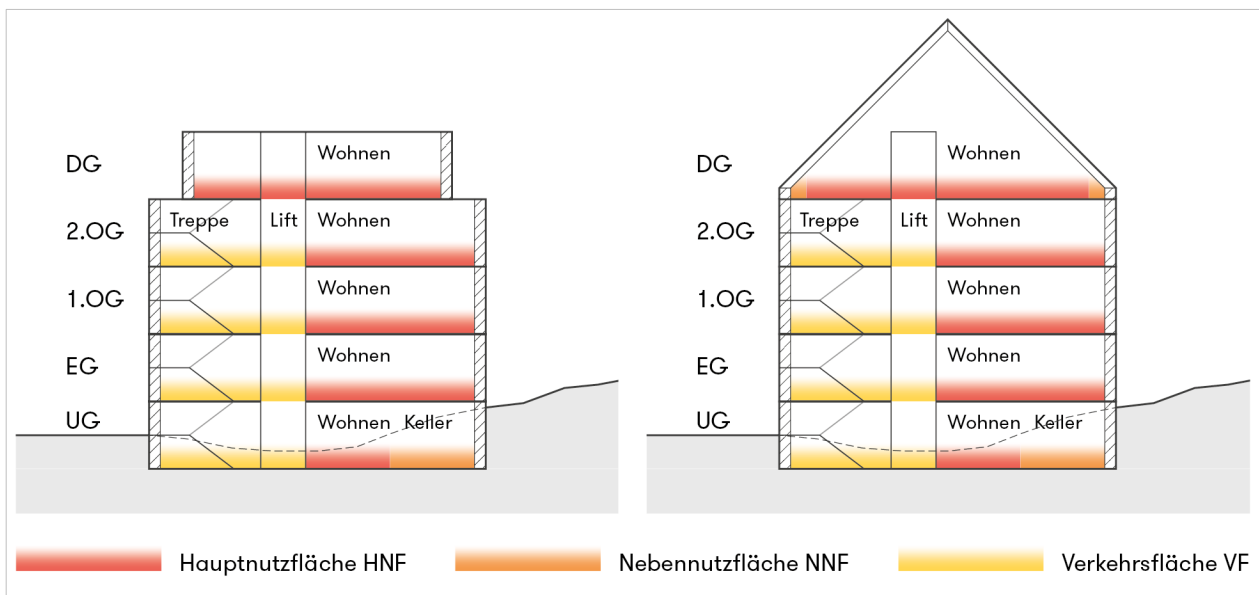 DG Wohnen
2.OG Treppe Lift Wohnen
1.OG Wohnen
EG Wohnen
UG Wohnen Keller
DG Wohnen
2.OG Treppe Lift Wohnen
1.OG Wohnen
EG Wohnen
UG Wohnen Keller
Hauptnutzfläche HNF
Nebennutzfläche NNF
Verkehrsfläche VF